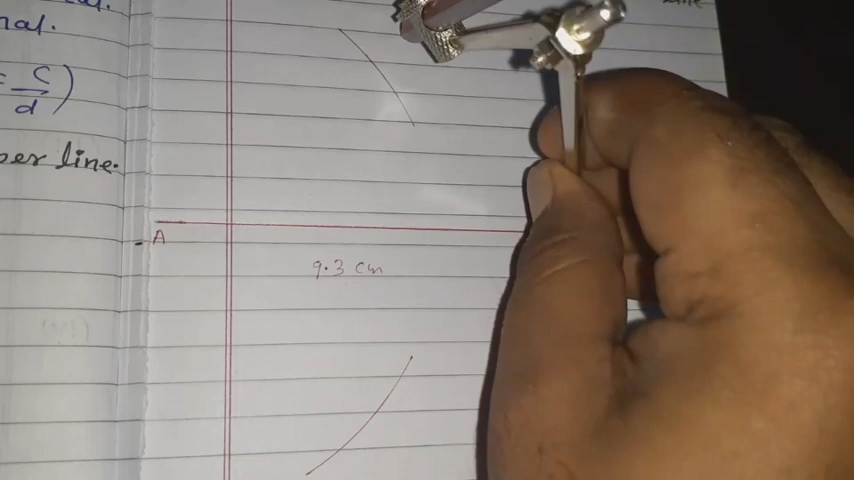 nal.
= C/d)
per line.
A
9.3 cm